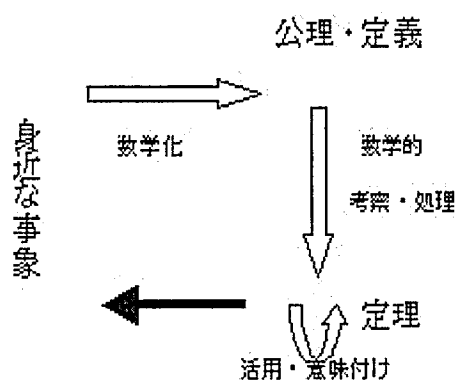 公理・定義
数学化
身近な事象
数学的
考察・処理
定理
活用・意味付け